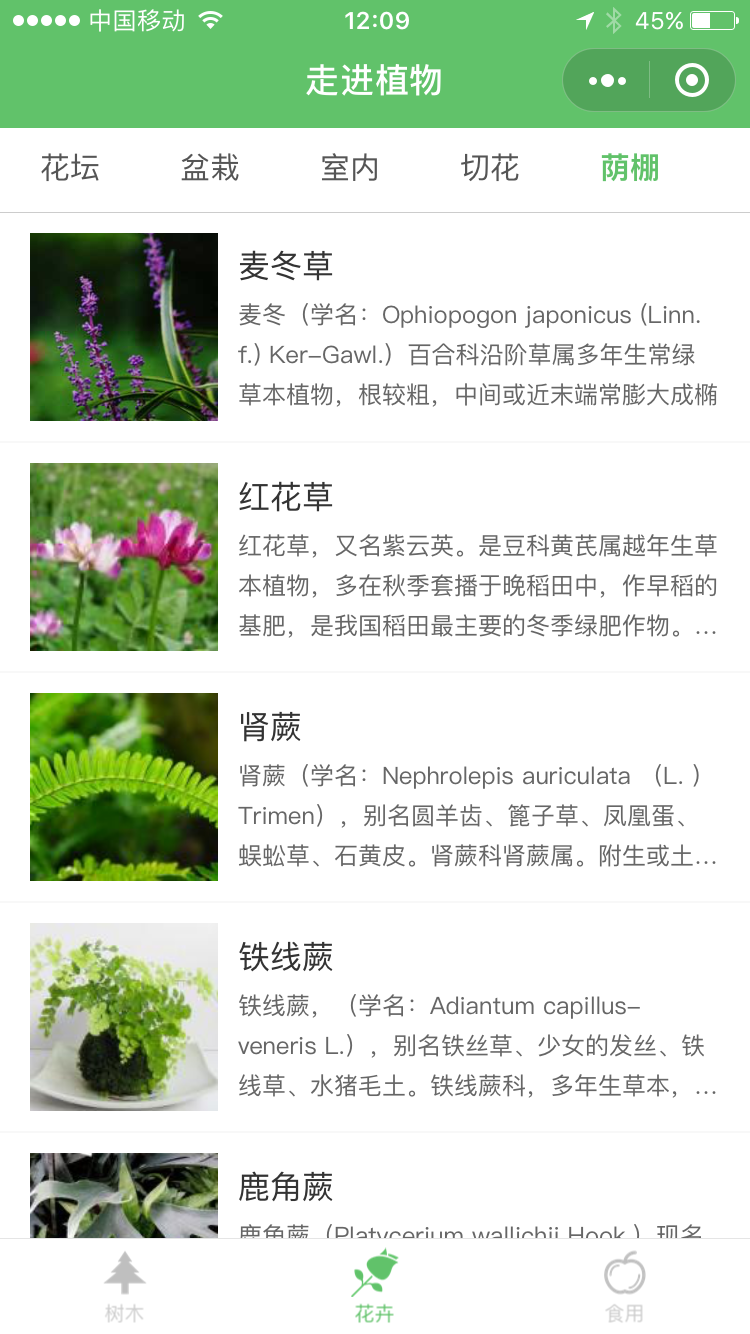 中国移动
12:09
45%
走进植物
花坛
盆栽
室内
切花
荫棚
麦冬草
麦冬（学名：Ophiopogon japonicus (Linn.
f.) Ker-Gawl.）百合科沿阶草属多年生常绿
草本植物，根较粗，中间或近末端常膨大成椭
红花草
红花草，又名紫云英。是豆科黄芪属越年生草
本植物，多在秋季套播于晚稻田中，作早稻的
基肥，是我国稻田最主要的冬季绿肥作物。…
肾蕨
肾蕨（学名：Nephrolepis auriculata （L. ）
Trimen），别名圆羊齿、篦子草、凤凰蛋、
蜈蚣草、石黄皮。肾蕨科肾蕨属。附生或土…
铁线蕨
铁线蕨，（学名：Adiantum capillus-
veneris L.），别名铁丝草、少女的发丝、铁
线草、水猪毛土。铁线蕨科，多年生草本，…
鹿角蕨
鹿角蕨（Platycerium wallichii Hook.）现名
树木
花卉
食用